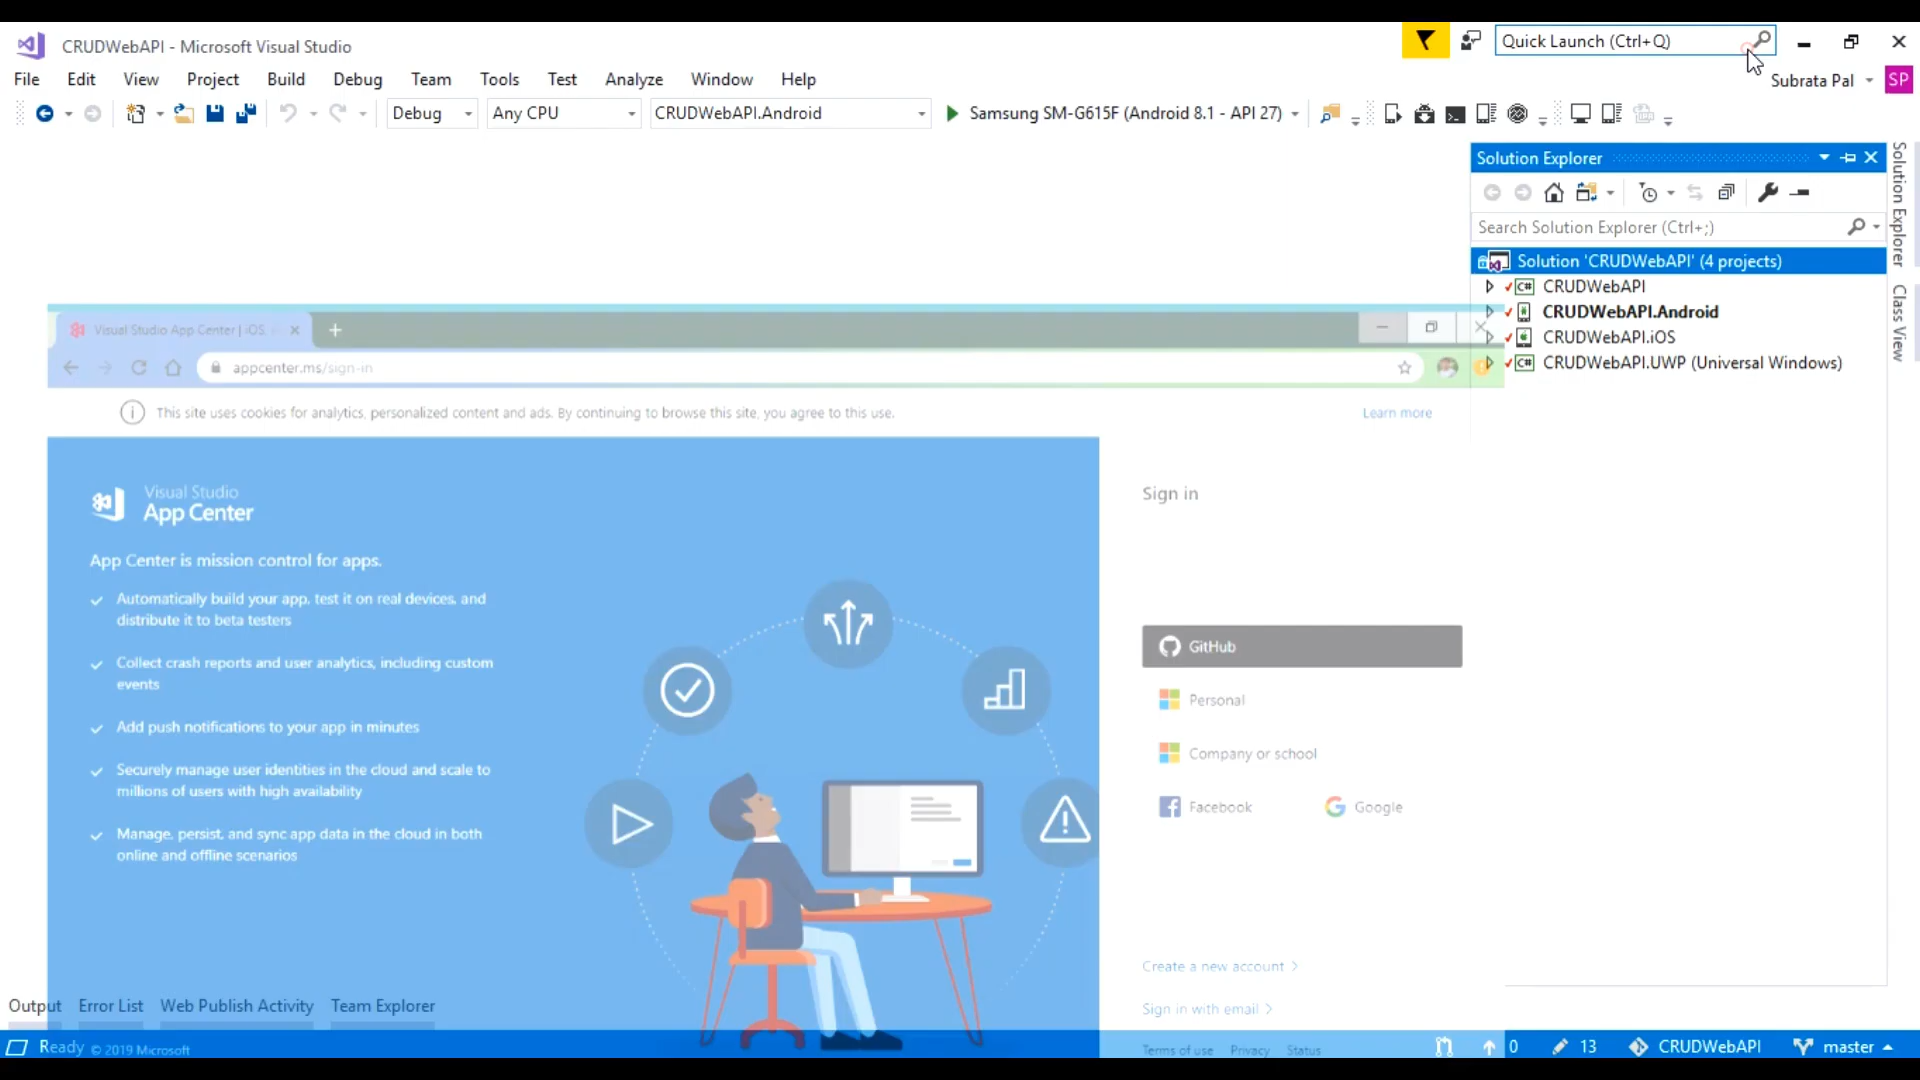 CRUDWebAPI - Microsoft Visual Studio
Quick Launch (Ctrl+Q)
File Edit View Project Build Debug Team Tools Test Analyze Window Help
Subrata Pal SP
Debug Any CPU CRUDWebAPI.Android Samsung SM-G615F (Android 8.1 - API 27)
Solution Explorer
Search Solution Explorer (Ctrl+;)
Solution 'CRUDWebAPI' (4 projects)
CRUDWebAPI
CRUDWebAPI.Android
CRUDWebAPI.iOS
CRUDWebAPI.UWP (Universal Windows)
Solution Explorer
Class View
Visual Studio App Center | iOS,
appcenter.ms/sign-in
This site uses cookies for analytics, personalized content and ads. By continuing to browse this site, you agree to this use.
Learn more
Visual Studio
App Center
App Center is mission control for apps.
Automatically build your app, test it on real devices, and
distribute it to beta testers
Collect crash reports and user analytics, including custom
events
Add push notifications to your app in minutes
Securely manage user identities in the cloud and scale to
millions of users with high availability
Manage, persist, and sync app data in the cloud in both
online and offline scenarios
Sign in
GitHub
Personal
Company or school
Facebook Google
Create a new account
Sign in with email
Terms of use Privacy Status
Output Error List Web Publish Activity Team Explorer
Ready © 2019 Microsoft
0 13 CRUDWebAPI master